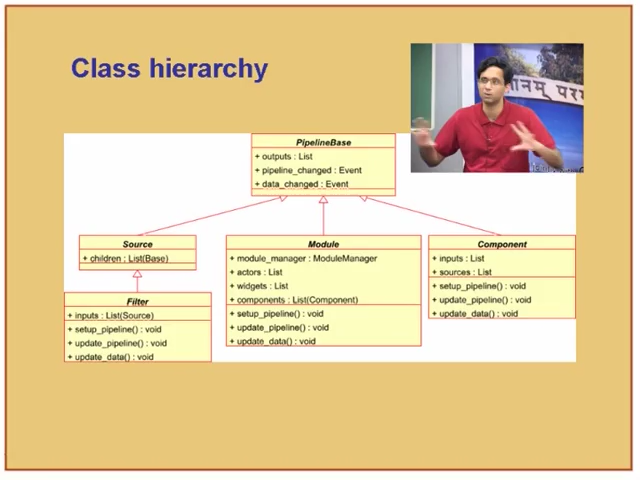 Class hierarchy
ानम् पर
PipelineBase
+ outputs : List
+ pipeline_changed : Event
+ data_changed : Event
Source
+ children : List(Base)
Module
+ module_manager : ModuleManager
+ actors : List
+ widgets : List
+ components : List(Component)
+ setup_pipeline() : void
+ update_pipeline() : void
+ update_data() : void
Component
+ inputs : List
+ sources : List
+ setup_pipeline() : void
+ update_pipeline() : void
+ update_data() : void
Filter
+ inputs : List(Source)
+ setup_pipeline() : void
+ update_pipeline() : void
+ update_data() : void